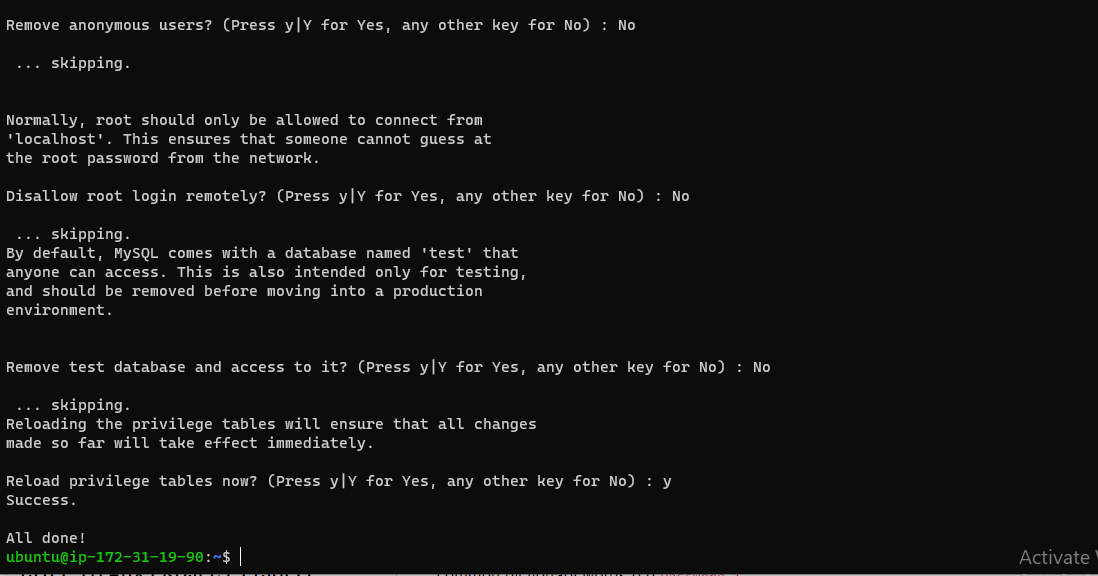 Remove anonymous users? (Press y|Y for Yes, any other key for No) : No
... skipping.
Normally, root should only be allowed to connect from
'localhost'. This ensures that someone cannot guess at
the root password from the network.
Disallow root login remotely? (Press y|Y for Yes, any other key for No) : No
... skipping.
By default, MySQL comes with a database named 'test' that
anyone can access. This is also intended only for testing,
and should be removed before moving into a production
environment.
Remove test database and access to it? (Press y|Y for Yes, any other key for No) : No
... skipping.
Reloading the privilege tables will ensure that all changes
made so far will take effect immediately.
Reload privilege tables now? (Press y|Y for Yes, any other key for No) : y
Success.
All done!
ubuntu@ip-172-31-19-90:~$
Activate